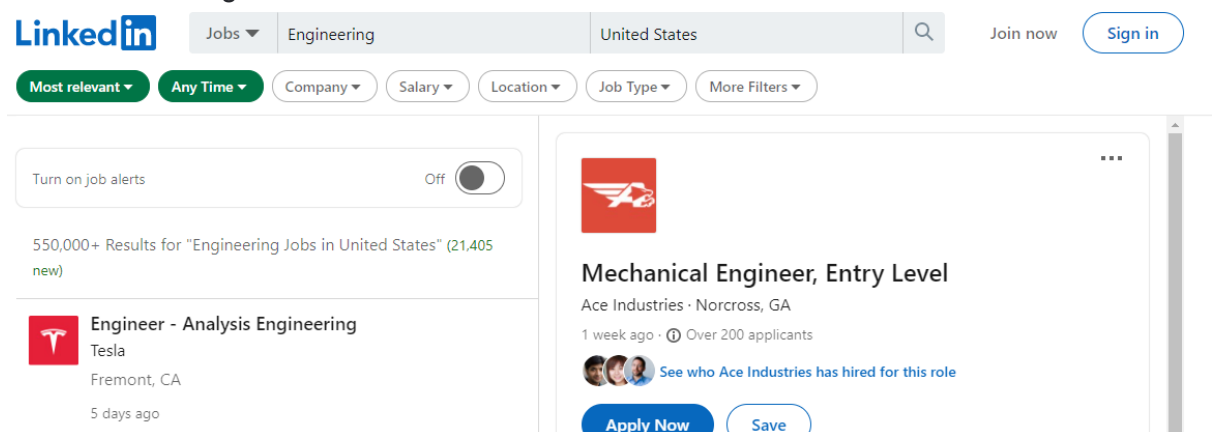 Linkedin Jobs Engineering United States Join now Sign in
Most relevant Any Time Company Salary Location Job Type More Filters
Turn on job alerts Off
550,000+ Results for "Engineering Jobs in United States" (21,405
new)
Engineer - Analysis Engineering
Tesla
Fremont, CA
5 days ago
Mechanical Engineer, Entry Level
Ace Industries · Norcross, GA
1 week ago · Over 200 applicants
See who Ace Industries has hired for this role
Apply Now Save